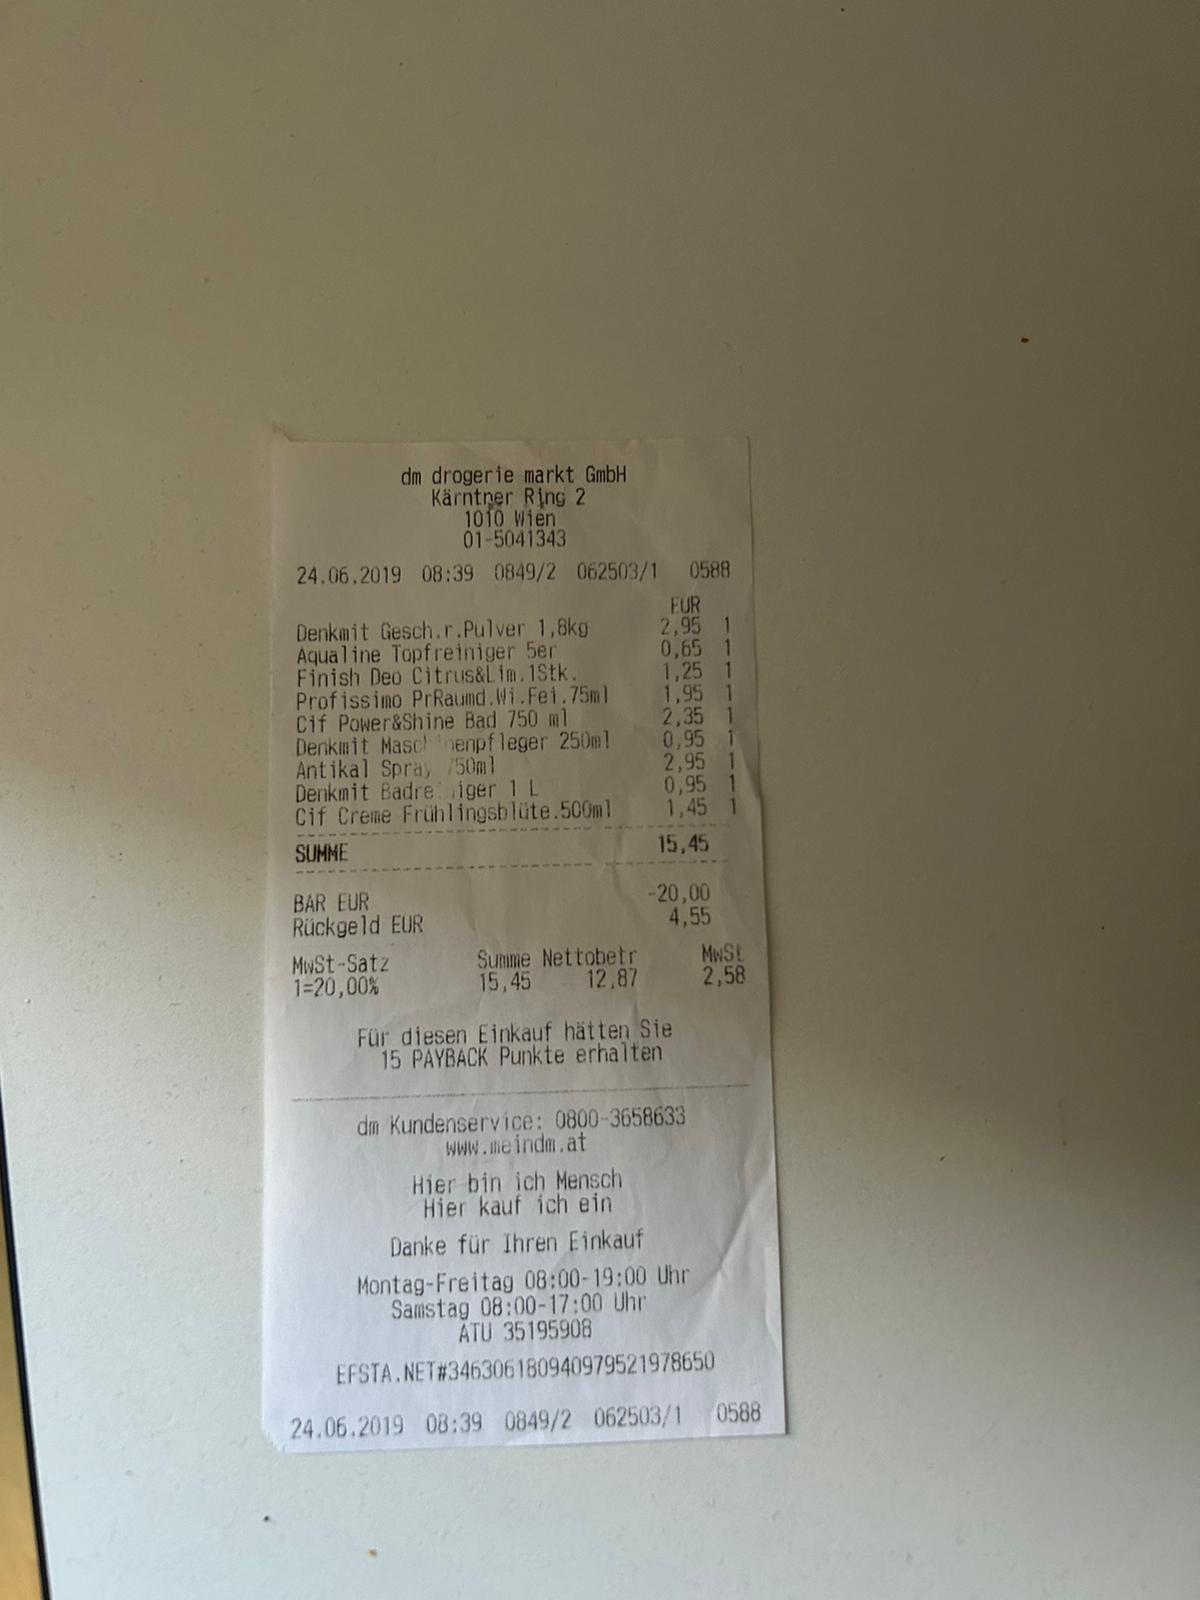 dm drogerie markt GmbH
Kärntner Ring 2
1010 Wien
01-5041343
24.06.2019 08:39 0849/2 062503/1 0588
EUR
Denkmit Gesch.r.Pulver 1,8kg 2,95 1
Aqualine Topfreiniger 5er 0,65 1
Finish Deo Citrus&Lim.1Stk. 1,25 1
Profissimo PrRaumd.Wi.Fei.75ml 1,95 1
Cif Power&Shine Bad 750 ml 2,35 1
Denkmit Maschinenpfleger 250ml 0,95 1
Antikal Spray 750ml 2,95 1
Denkmit Badreiniger 1 L 0,95 1
Cif Creme Frühlingsblüte.500ml 1,45 1
SUMME 15,45
BAR EUR -20,00
Rückgeld EUR 4,55
MwSt-Satz Summe Nettobetr MwSt
1=20,00% 15,45 12,87 2,58
Für diesen Einkauf hätten Sie
15 PAYBACK Punkte erhalten
dm Kundenservice: 0800-3658633
www.meindm.at
Hier bin ich Mensch
Hier kauf ich ein
Danke für Ihren Einkauf
Montag-Freitag 08:00-19:00 Uhr
Samstag 08:00-17:00 Uhr
ATU 35195908
EFSTA.NET#346306180940979521978650
24.06.2019 08:39 0849/2 062503/1 0588